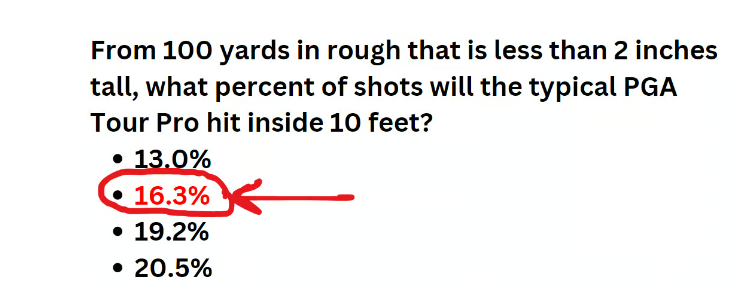 From 100 yards in rough that is less than 2 inches
tall, what percent of shots will the typical PGA
Tour Pro hit inside 10 feet?
• 13.0%
• 16.3%
• 19.2%
• 20.5%